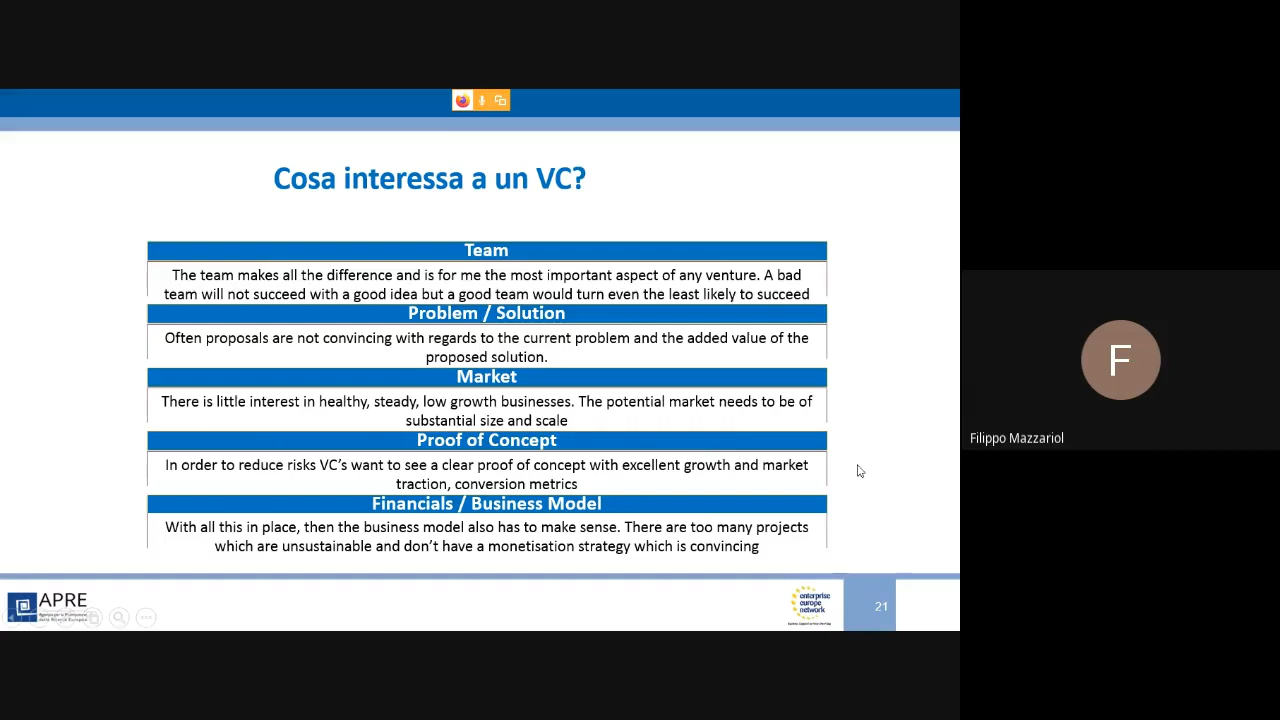 Cosa interessa a un VC?
Team
The team makes all the difference and is for me the most important aspect of any venture. A bad
team will not succeed with a good idea but a good team would turn even the least likely to succeed
Problem / Solution
Often proposals are not convincing with regards to the current problem and the added value of the
proposed solution.
Market
There is little interest in healthy, steady, low growth businesses. The potential market needs to be of
substantial size and scale
Proof of Concept
In order to reduce risks VC's want to see a clear proof of concept with excellent growth and market
traction, conversion metrics
Financials / Business Model
With all this in place, then the business model also has to make sense. There are too many projects
which are unsustainable and don't have a monetisation strategy which is convincing
APRE
enterprise
europe
network
21
F
Filippo Mazzariol